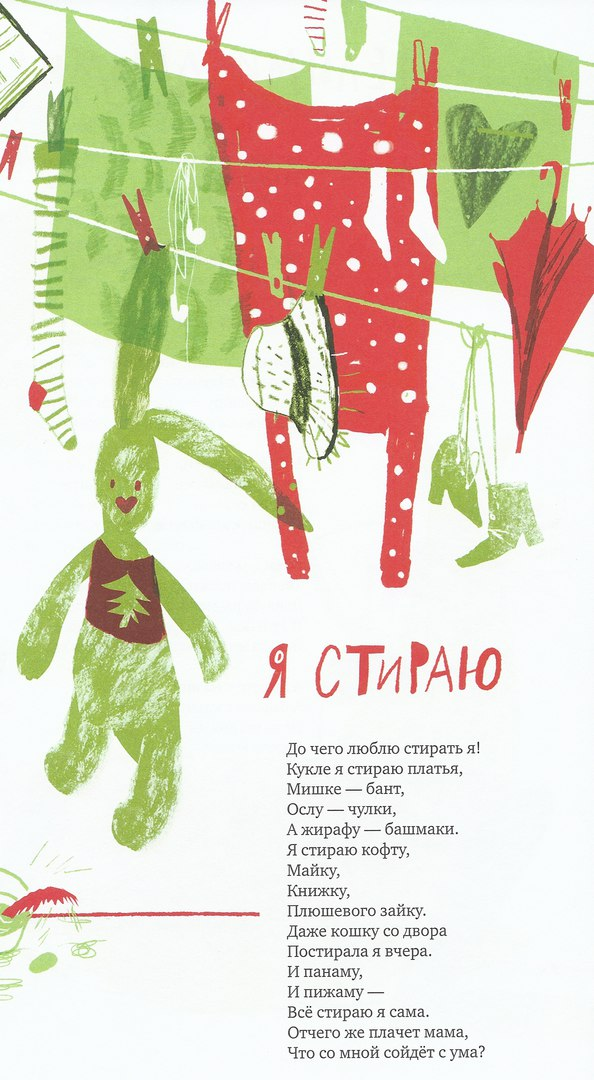 Я СТИРАЮ
До чего люблю стирать я!
Кукле я стираю платья,
Мишке — бант,
Ослу — чулки,
А жирафу — башмаки.
Я стираю кофту,
Майку,
Книжку,
Плюшевого зайку.
Даже кошку со двора
Постирала я вчера.
И панаму,
И пижаму —
Всё стираю я сама.
Отчего же плачет мама,
Что со мной сойдёт с ума?